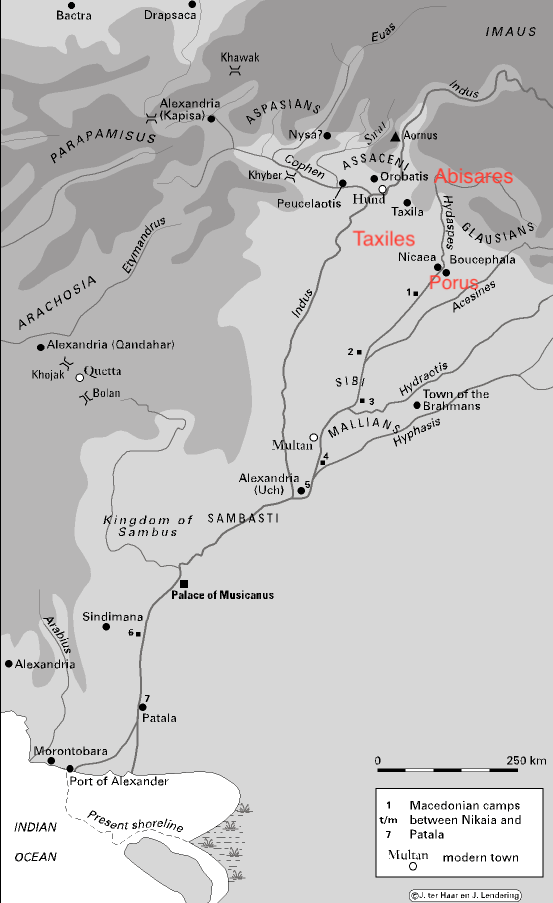 Bactra
Drapsaca
Euas
IMAUS
Khawak
Indus
Alexandria
(Kapisa)
ASPASIANS
PARAPAMISUS
Nysa?
Swat
Aornus
Cophen
ASSACENI
Khyber
Orobatis
Abisares
Peucelaotis
Hund
Taxila
Hydaspes
GLAUSIANS
Etymandrus
Taxiles
Nicaea
Boucephala
ARACHOSIA
Indus
Porus
1
Acesines
Alexandria (Qandahar)
2
Khojak
Quetta
SIBI
Hydraotis
Bolan
3
Town of the
Brahmans
MALLIANS
Multan
Hyphasis
4
Alexandria
(Uch)
5
Kingdom of
Sambus
SAMBASTI
Palace of Musicanus
Sindimana
6
Arabius
Alexandria
7
Patala
Morontobara
Port of Alexander
0
250 km
Present shoreline
INDIAN
OCEAN
1 Macedonian camps
t/m between Nikaia and
7 Patala
Multan modern town
©J. ter Haar en J. Lendering